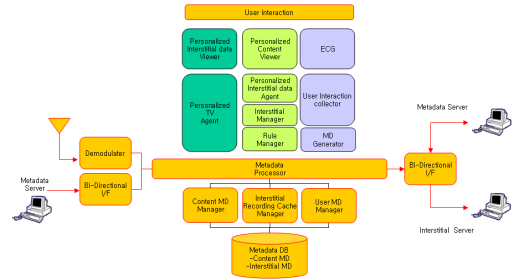 User Interaction
Personalized
Interstitial data
Viewer
Personalized
Content
Viewer
ECG
Personalized
TV
Agent
Personalized
Interstitial data
Agent
Interstitial
Manager
Rule
Manager
User Interaction
collector
MD
Generator
Demodulater
Metadata
Server
Bi-Directional
I/F
Metadata
Processor
Content MD
Manager
Interstitial
Recording Cache
Manager
User MD
Manager
Metadata DB
-Content MD
-Interstitial MD
Metadata Server
Bi-Directional
I/F
Interstitial Server